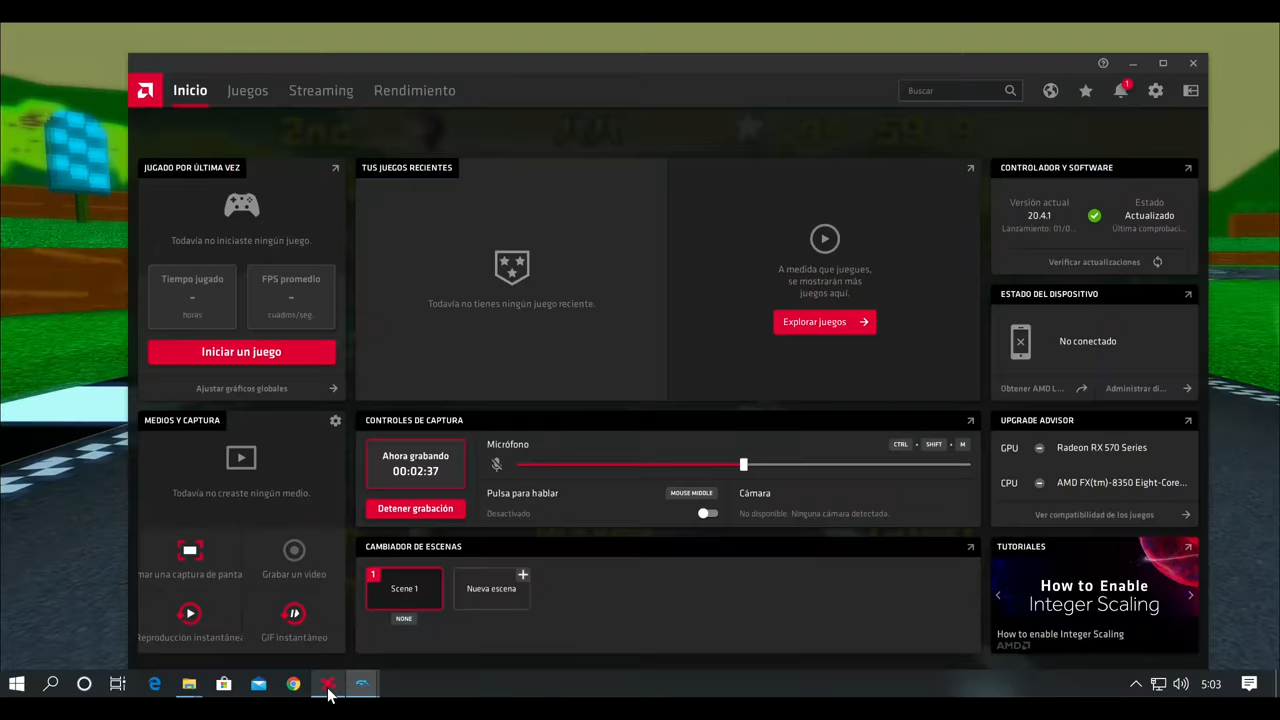 Inicio
Juegos
Streaming
Rendimiento
Buscar
1
JUGADO POR ÚLTIMA VEZ
Todavía no iniciaste ningún juego.
Tiempo jugado
-
horas
FPS promedio
-
cuadros/seg.
Iniciar un juego
Ajustar gráficos globales
TUS JUEGOS RECIENTES
Todavía no tienes ningún juego reciente.
A medida que juegues,
se mostrarán más
juegos aquí.
Explorar juegos
CONTROLADOR Y SOFTWARE
Versión actual
20.4.1
Lanzamiento: 01/0...
Estado
Actualizado
Última comprobaci...
Verificar actualizaciones
ESTADO DEL DISPOSITIVO
No conectado
Obtener AMD L...
Administrar di...
MEDIOS Y CAPTURA
Todavía no creaste ningún medio.
mar una captura de panta
Grabar un video
Reproducción instantánea
GIF instantáneo
CONTROLES DE CAPTURA
Ahora grabando
00:02:37
Detener grabación
Micrófono
CTRL + SHIFT + M
Pulsa para hablar
MOUSE MIDDLE
Desactivado
Cámara
No disponible. Ninguna cámara detectada.
CAMBIADOR DE ESCENAS
1
Scene 1
NONE
Nueva escena
UPGRADE ADVISOR
GPU
Radeon RX 570 Series
CPU
AMD FX(tm)-8350 Eight-Core...
Ver compatibilidad de los juegos
TUTORIALES
How to Enable
Integer Scaling
How to enable Integer Scaling
AMD
5:03